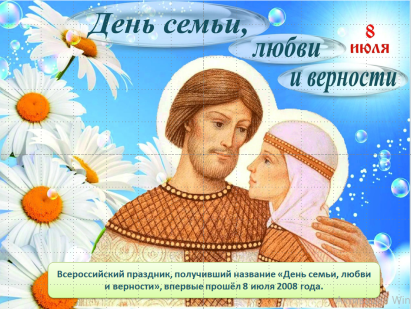 День семьи,
любви
и верности
8
июля
Всероссийский праздник, получивший название «День семьи, любви
и верности», впервые прошёл 8 июля 2008 года.
Win